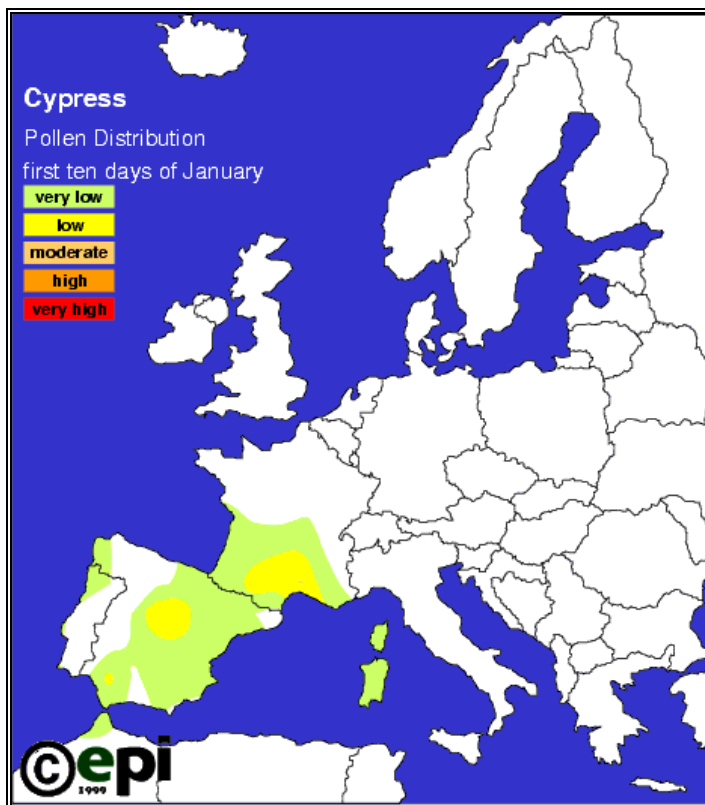 Cypress
Pollen Distribution
first ten days of January
very low
low
moderate
high
very high
©epi
1999